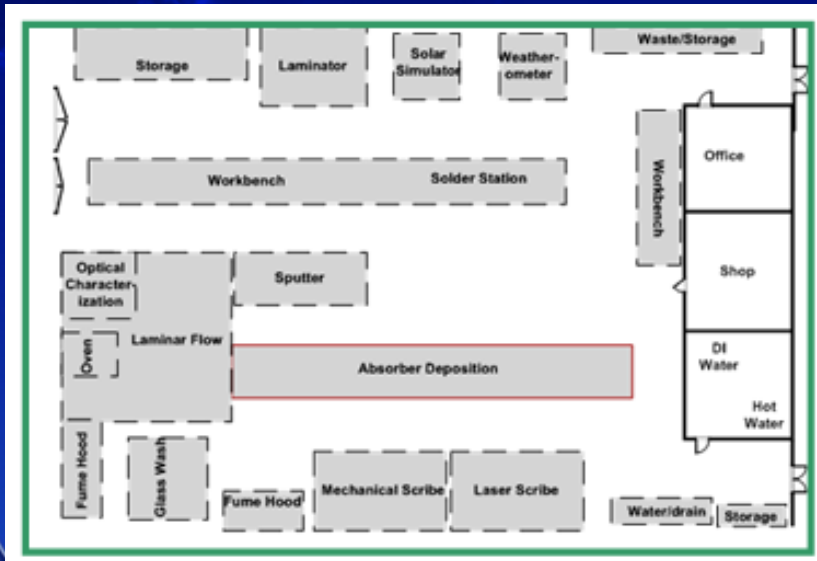 Waste/Storage
Storage
Laminator
Solar
Simulator
Weather-
ometer
Office
Workbench
Workbench
Solder Station
Shop
Optical
Character-
ization
Sputter
Laminar Flow
Oven
Absorber Deposition
DI
Water
Hot
Water
Fume Hood
Glass Wash
Fume Hood
Mechanical Scribe
Laser Scribe
Water/drain
Storage